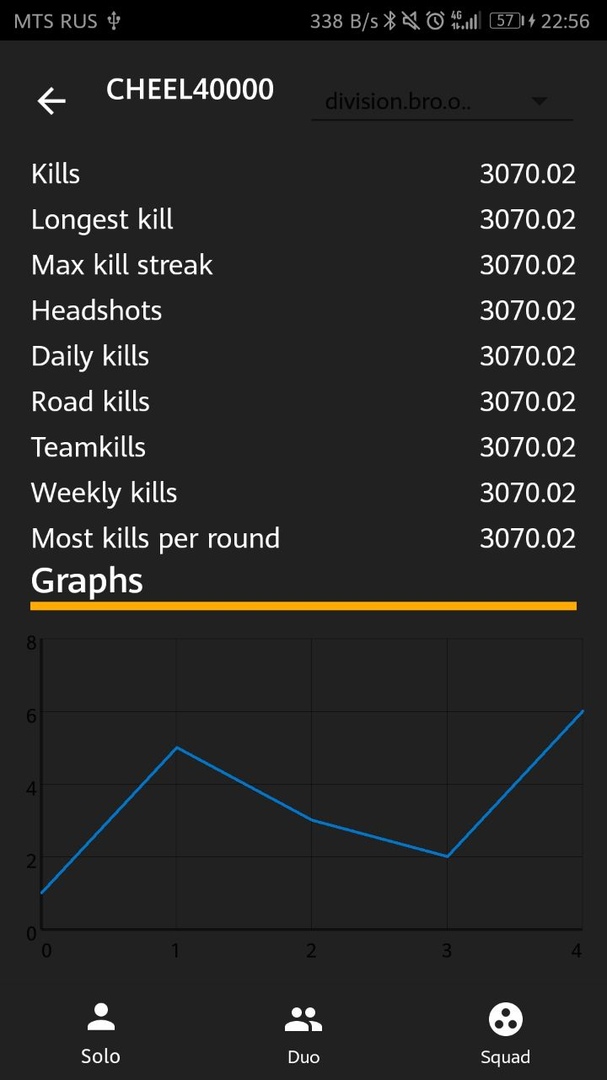 MTS RUS 338 B/s 4G 57 22:56
CHEEL40000
division.bro.o..
Kills 3070.02
Longest kill 3070.02
Max kill streak 3070.02
Headshots 3070.02
Daily kills 3070.02
Road kills 3070.02
Teamkills 3070.02
Weekly kills 3070.02
Most kills per round 3070.02
Graphs
8
6
4
2
0
0 1 2 3 4
Solo Duo Squad